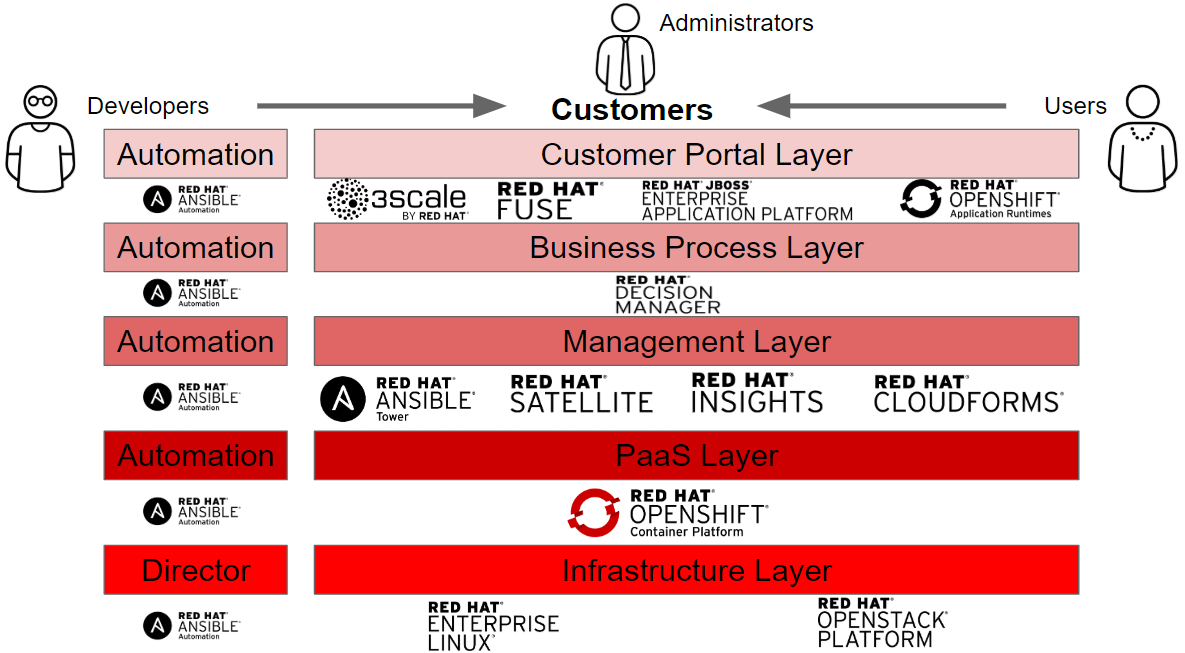 Administrators
Developers
Customers
Users
Automation
Customer Portal Layer
RED HAT®
ANSIBLE®
Automation
3scale
BY RED HAT®
RED HAT®
FUSE
RED HAT® JBOSS®
ENTERPRISE
APPLICATION PLATFORM
RED HAT®
OPENSHIFT®
Application Runtimes
Automation
Business Process Layer
RED HAT®
ANSIBLE®
Automation
RED HAT®
DECISION
MANAGER
Automation
Management Layer
RED HAT®
ANSIBLE®
Automation
RED HAT®
ANSIBLE®
Tower
RED HAT®
SATELLITE
RED HAT®
INSIGHTS
RED HAT®
CLOUDFORMS®
Automation
PaaS Layer
RED HAT®
ANSIBLE®
Automation
RED HAT®
OPENSHIFT®
Container Platform
Director
Infrastructure Layer
RED HAT®
ANSIBLE®
Automation
RED HAT®
ENTERPRISE
LINUX®
RED HAT®
OPENSTACK®
PLATFORM